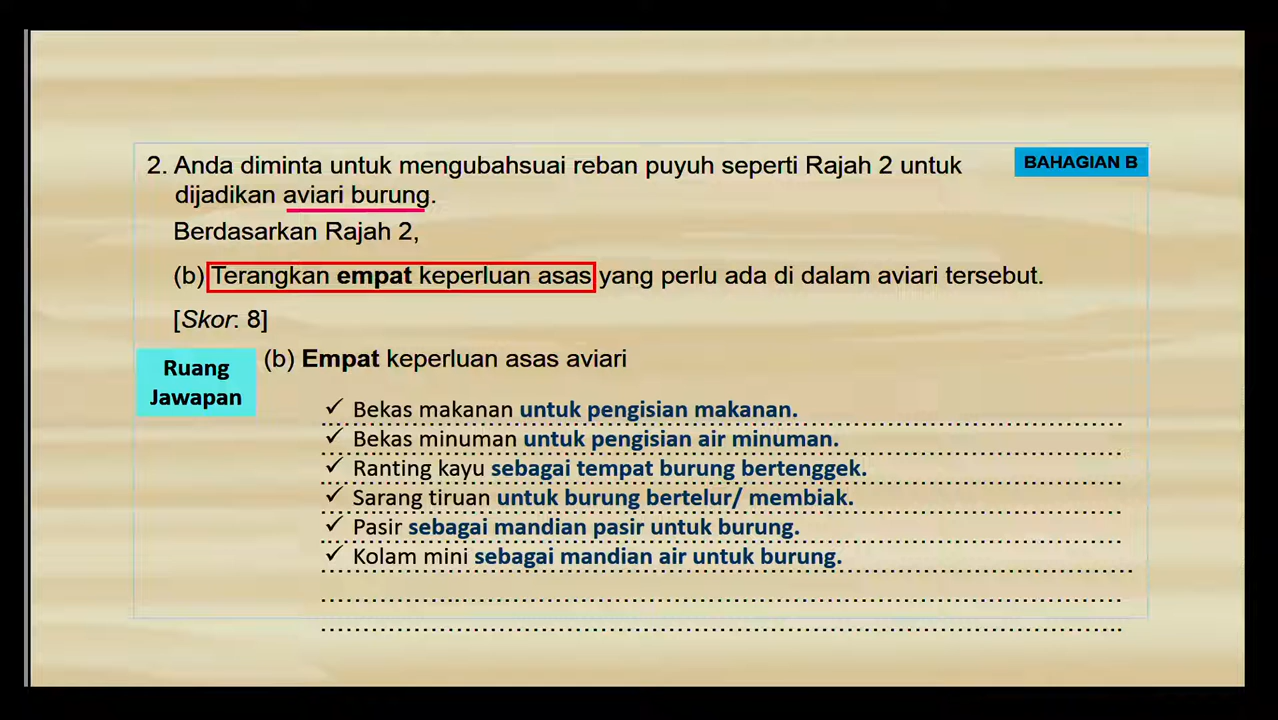 2. Anda diminta untuk mengubahsuai reban puyuh seperti Rajah 2 untuk
BAHAGIAN B
dijadikan aviari burung.
Berdasarkan Rajah 2,
(b) Terangkan empat keperluan asas yang perlu ada di dalam aviari tersebut.
[Skor: 8]
Ruang
Jawapan
(b) Empat keperluan asas aviari
✓ Bekas makanan untuk pengisian makanan.
✓ Bekas minuman untuk pengisian air minuman.
✓ Ranting kayu sebagai tempat burung bertenggek.
✓ Sarang tiruan untuk burung bertelur/ membiak.
✓ Pasir sebagai mandian pasir untuk burung.
✓ Kolam mini sebagai mandian air untuk burung.